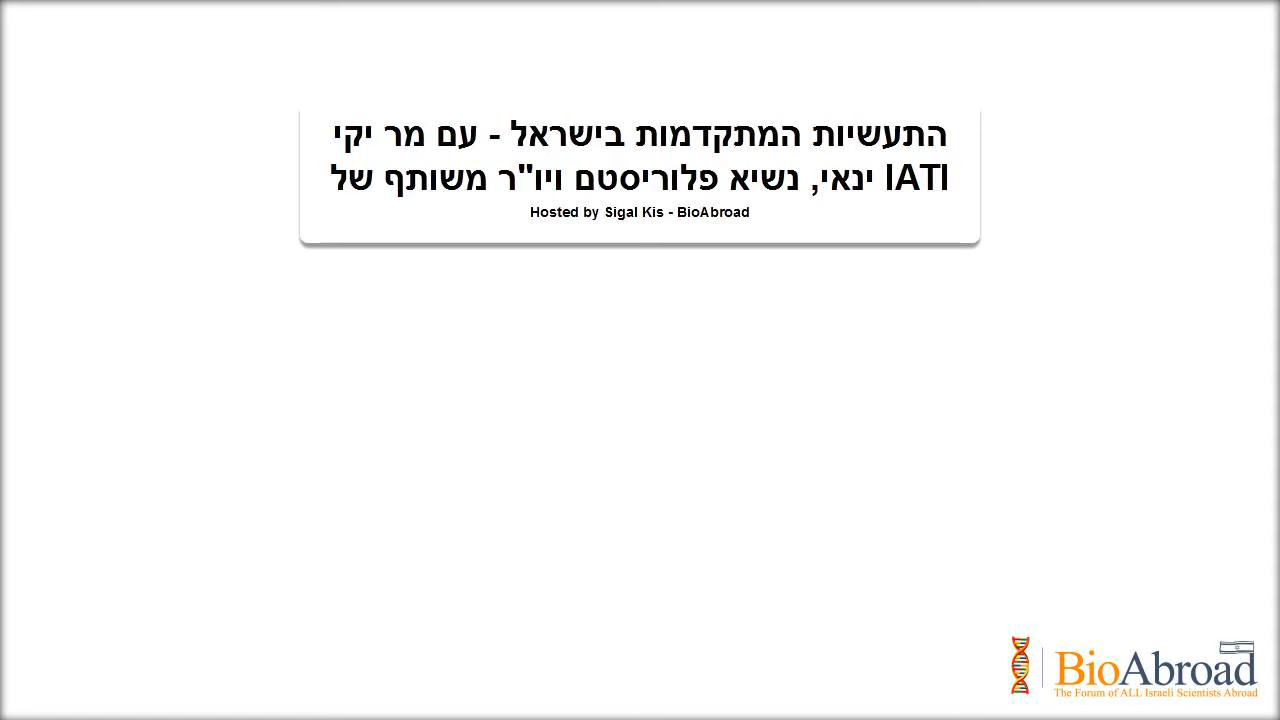 התעשיות המתקדמות בישראל - עם מר יקי
IATI ינאי, נשיא פלוריסטם ויו"ר משותף של
Hosted by Sigal Kis - BioAbroad
BioAbroad
The Forum of ALL Israeli Scientists Abroad